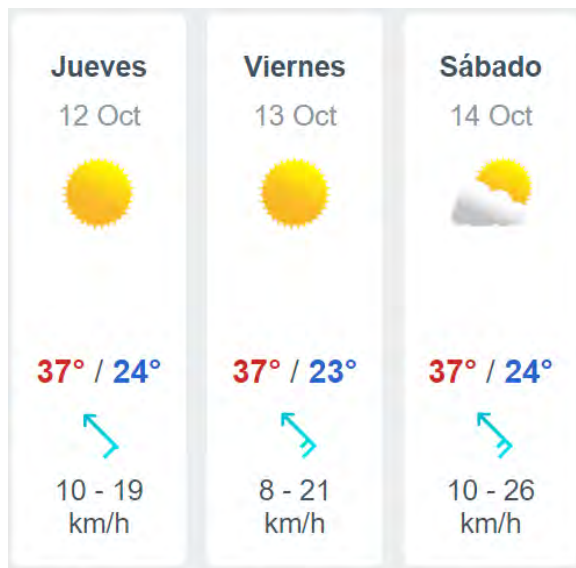 Jueves
12 Oct
37° / 24°
10 - 19
km/h
Viernes
13 Oct
37° / 23°
8 - 21
km/h
Sábado
14 Oct
37° / 24°
10 - 26
km/h